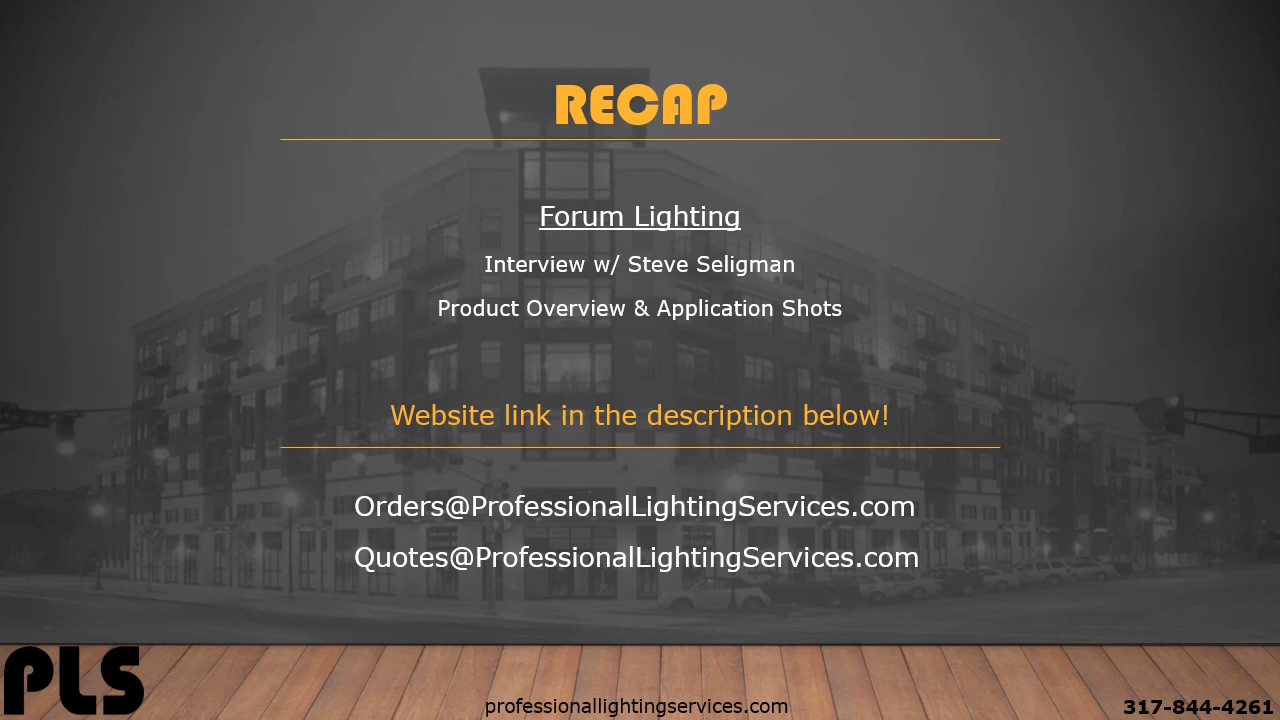 RECAP
Forum Lighting
Interview w/ Steve Seligman
Product Overview & Application Shots
Website link in the description below!
Orders@ProfessionalLightingServices.com
Quotes@ProfessionalLightingServices.com
PLS
professionallightingservices.com
317-844-4261